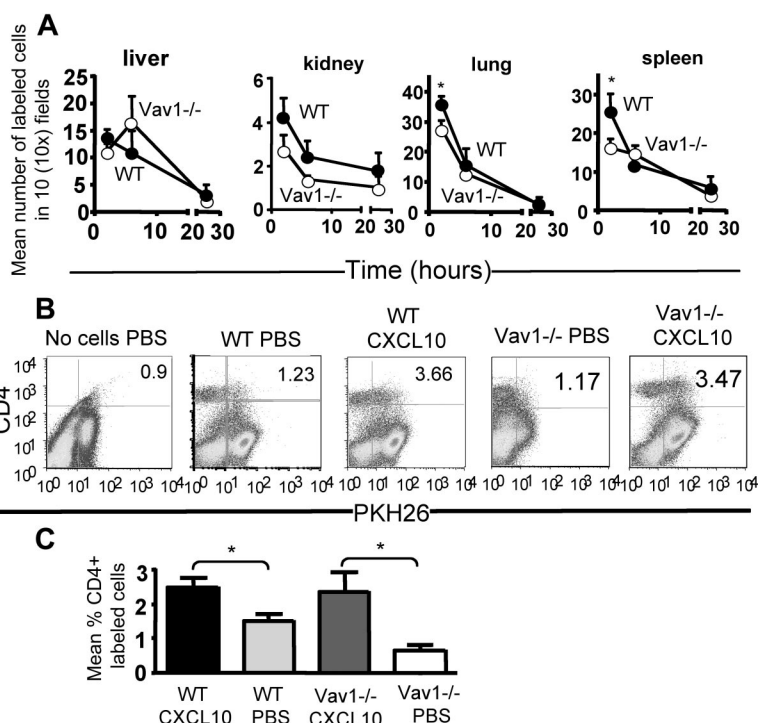 A
Mean number of labeled cells
in 10 (10x) fields
liver
25
20
15
10
5
0
Vav1-/-
WT
0 10 20 30
kidney
6
4
2
0
WT
Vav1-/-
0 10 20 30
lung
40
30
20
10
0
*
WT
Vav1-/-
0 10 20 30
spleen
30
20
10
0
*
WT
Vav1-/-
0 10 20 30
Time (hours)
B
No cells PBS
WT PBS
WT
CXCL10
Vav1-/- PBS
Vav1-/-
CXCL10
CD4
10⁴
10³
10²
10¹
10⁰
0.9
1.23
3.66
1.17
3.47
10⁰ 10¹ 10² 10³ 10⁴
10⁰ 10¹ 10² 10³ 10⁴
10⁰ 10¹ 10² 10³ 10⁴
10⁰ 10¹ 10² 10³ 10⁴
10⁰ 10¹ 10² 10³ 10⁴
PKH26
C
Mean % CD4+
labeled cells
3
2
1
0
*
*
WT
CXCL10
WT
PBS
Vav1-/-
CXCL10
Vav1-/-
PBS